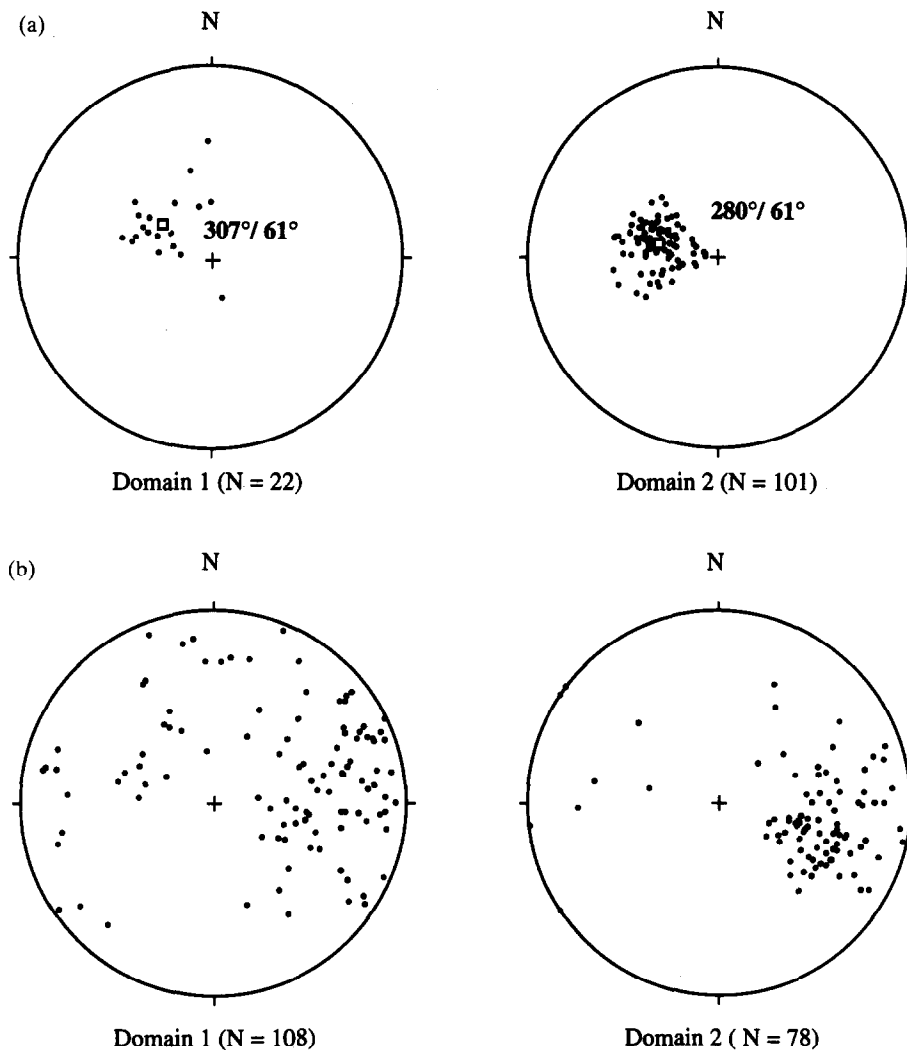 (a)
N N
307°/ 61° 280°/ 61°
Domain 1 (N = 22) Domain 2 (N = 101)
(b)
N N
Domain 1 (N = 108) Domain 2 ( N = 78)